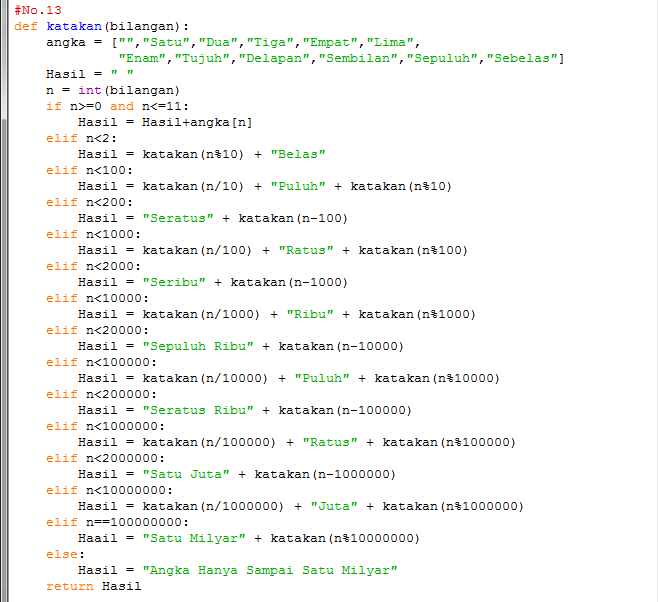 #No.13
def katakan(bilangan):
    angka = ["","Satu","Dua","Tiga","Empat","Lima",
             "Enam","Tujuh","Delapan","Sembilan","Sepuluh","Sebelas"]
    Hasil = " "
    n = int(bilangan)
    if n>=0 and n<=11:
        Hasil = Hasil+angka[n]
    elif n<2:
        Hasil = katakan(n%10) + "Belas"
    elif n<100:
        Hasil = katakan(n/10) + "Puluh" + katakan(n%10)
    elif n<200:
        Hasil = "Seratus" + katakan(n-100)
    elif n<1000:
        Hasil = katakan(n/100) + "Ratus" + katakan(n%100)
    elif n<2000:
        Hasil = "Seribu" + katakan(n-1000)
    elif n<10000:
        Hasil = katakan(n/1000) + "Ribu" + katakan(n%1000)
    elif n<20000:
        Hasil = "Sepuluh Ribu" + katakan(n-10000)
    elif n<100000:
        Hasil = katakan(n/10000) + "Puluh" + katakan(n%10000)
    elif n<200000:
        Hasil = "Seratus Ribu" + katakan(n-100000)
    elif n<1000000:
        Hasil = katakan(n/100000) + "Ratus" + katakan(n%100000)
    elif n<2000000:
        Hasil = "Satu Juta" + katakan(n-1000000)
    elif n<10000000:
        Hasil = katakan(n/1000000) + "Juta" + katakan(n%1000000)
    elif n==100000000:
        Haail = "Satu Milyar" + katakan(n%10000000)
    else:
        Hasil = "Angka Hanya Sampai Satu Milyar"
    return Hasil